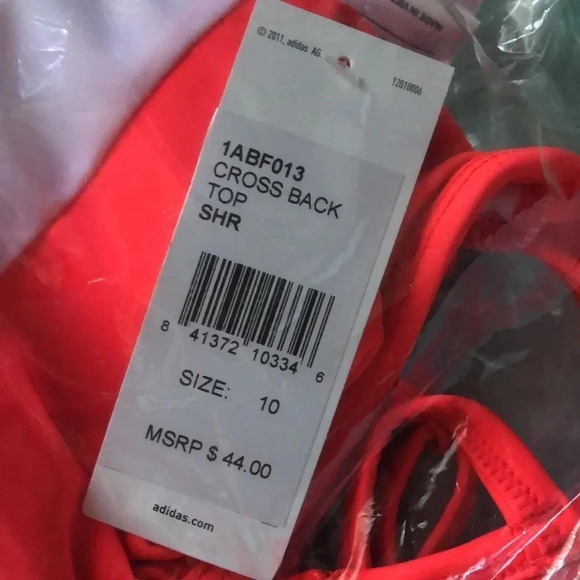 © 2011, adidas AG.
12010006
1ABF013
CROSS BACK
TOP
SHR
8 41372 10334 6
SIZE: 10
MSRP $ 44.00
adidas.com